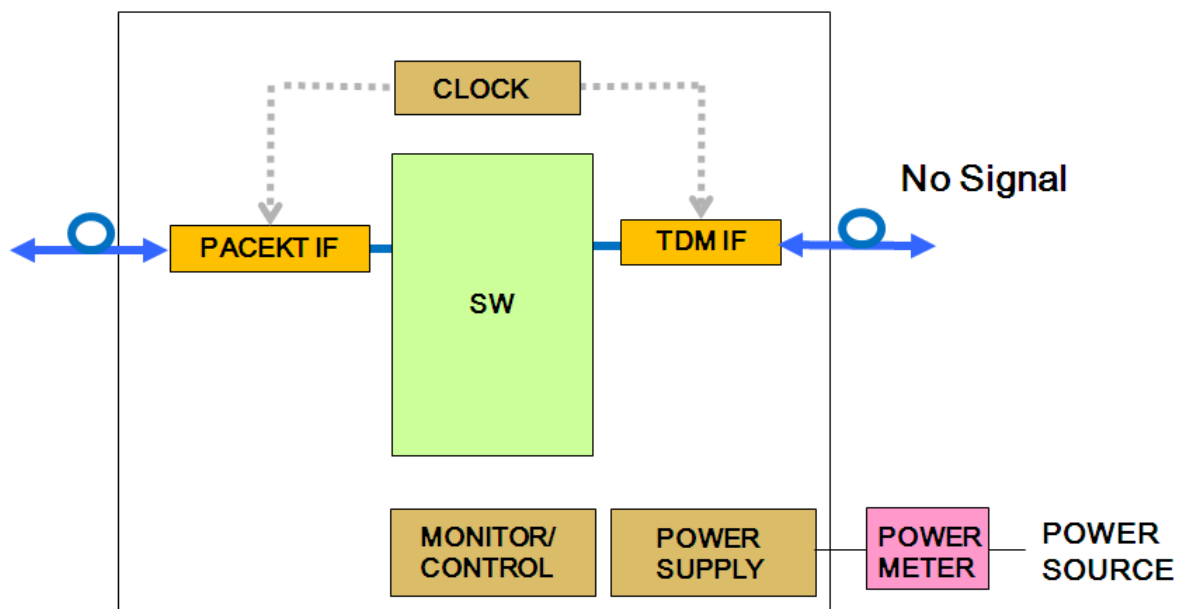 CLOCK
No Signal
PACEKT IF
TDM IF
SW
MONITOR/
CONTROL
POWER
SUPPLY
POWER
METER
POWER
SOURCE